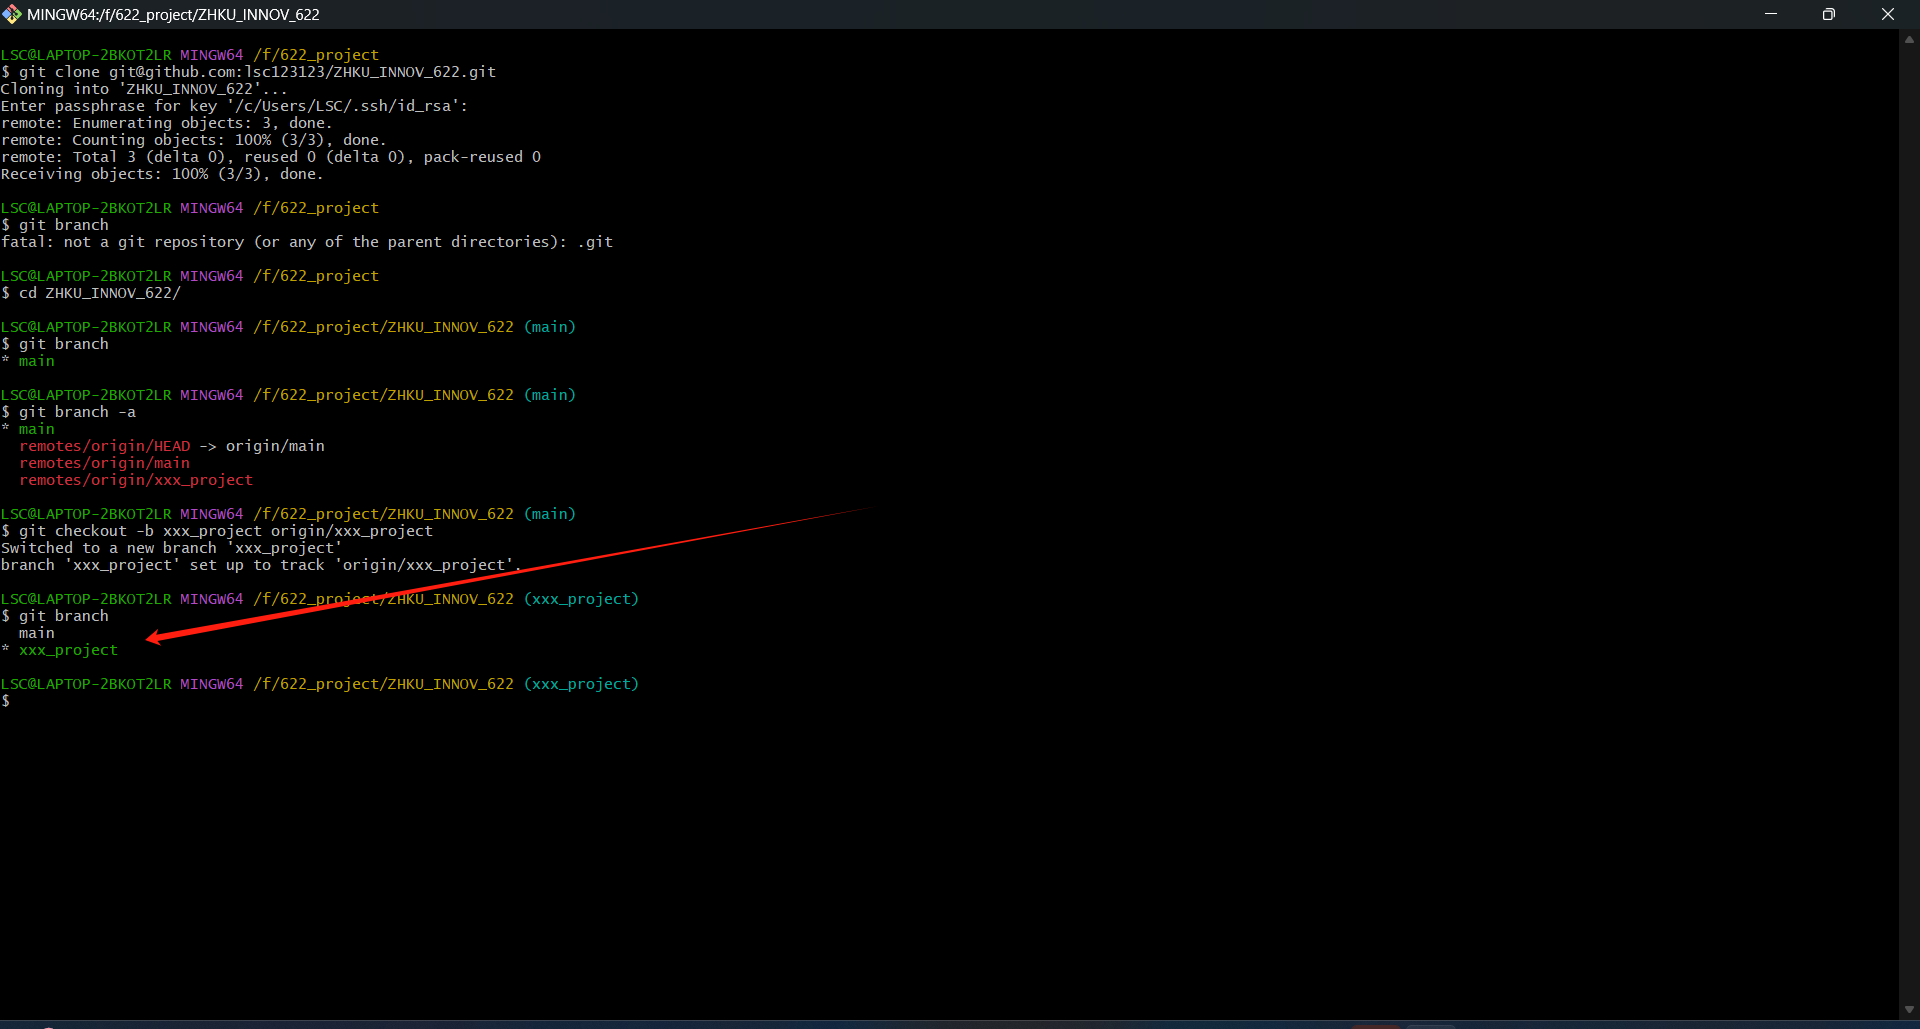 MINGW64:/f/622_project/ZHKU_INNOV_622
LSC@LAPTOP-2BKOT2LR MINGW64 /f/622_project
$ git clone git@github.com:lsc123123/ZHKU_INNOV_622.git
Cloning into 'ZHKU_INNOV_622'...
Enter passphrase for key '/c/Users/LSC/.ssh/id_rsa':
remote: Enumerating objects: 3, done.
remote: Counting objects: 100% (3/3), done.
remote: Total 3 (delta 0), reused 0 (delta 0), pack-reused 0
Receiving objects: 100% (3/3), done.
LSC@LAPTOP-2BKOT2LR MINGW64 /f/622_project
$ git branch
fatal: not a git repository (or any of the parent directories): .git
LSC@LAPTOP-2BKOT2LR MINGW64 /f/622_project
$ cd ZHKU_INNOV_622/
LSC@LAPTOP-2BKOT2LR MINGW64 /f/622_project/ZHKU_INNOV_622 (main)
$ git branch
* main
LSC@LAPTOP-2BKOT2LR MINGW64 /f/622_project/ZHKU_INNOV_622 (main)
$ git branch -a
* main
remotes/origin/HEAD -> origin/main
remotes/origin/main
remotes/origin/xxx_project
LSC@LAPTOP-2BKOT2LR MINGW64 /f/622_project/ZHKU_INNOV_622 (main)
$ git checkout -b xxx_project origin/xxx_project
Switched to a new branch 'xxx_project'
branch 'xxx_project' set up to track 'origin/xxx_project'.
LSC@LAPTOP-2BKOT2LR MINGW64 /f/622_project/ZHKU_INNOV_622 (xxx_project)
$ git branch
main
* xxx_project
LSC@LAPTOP-2BKOT2LR MINGW64 /f/622_project/ZHKU_INNOV_622 (xxx_project)
$